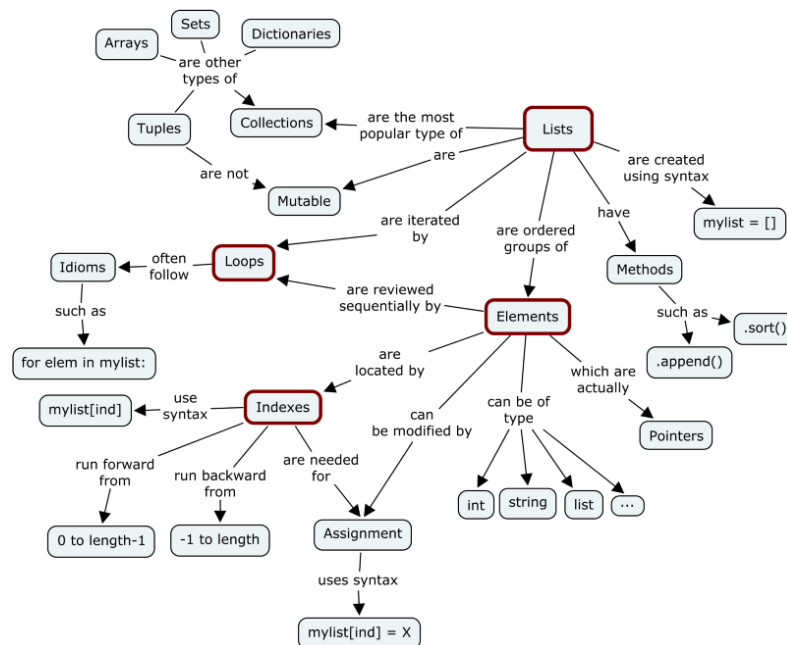 Sets
Arrays
Dictionaries
are other
types of
Tuples
Collections
are the most
popular type of
Lists
are
are not
Mutable
are created
using syntax
mylist = []
are iterated
by
are ordered
groups of
have
often
follow
Idioms
Loops
Methods
are reviewed
sequentially by
such as
Elements
such as
.sort()
for elem in mylist:
.append()
are
located by
which are
actually
use
syntax
mylist[ind]
Indexes
can
be modified by
can be of
type
Pointers
run forward
from
run backward
from
are needed
for
int
string
list
...
0 to length-1
-1 to length
Assignment
uses syntax
mylist[ind] = X